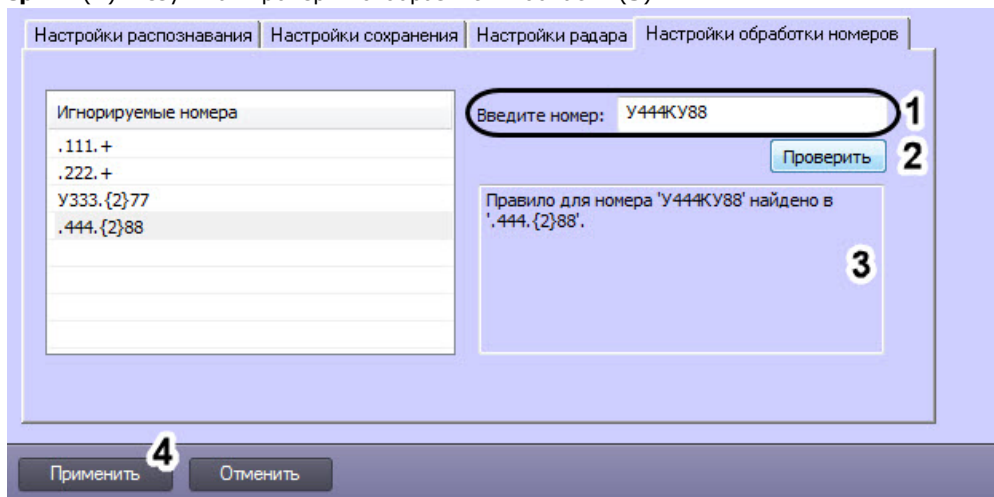 Настройки распознавания Настройки сохранения Настройки радара Настройки обработки номеров
Игнорируемые номера
.111.+
.222.+
У333.{2}77
.444.{2}88
Введите номер: У444КУ88 1
Проверить 2
Правило для номера 'У444КУ88' найдено в
'.444.{2}88'.
3
4
Применить Отменить